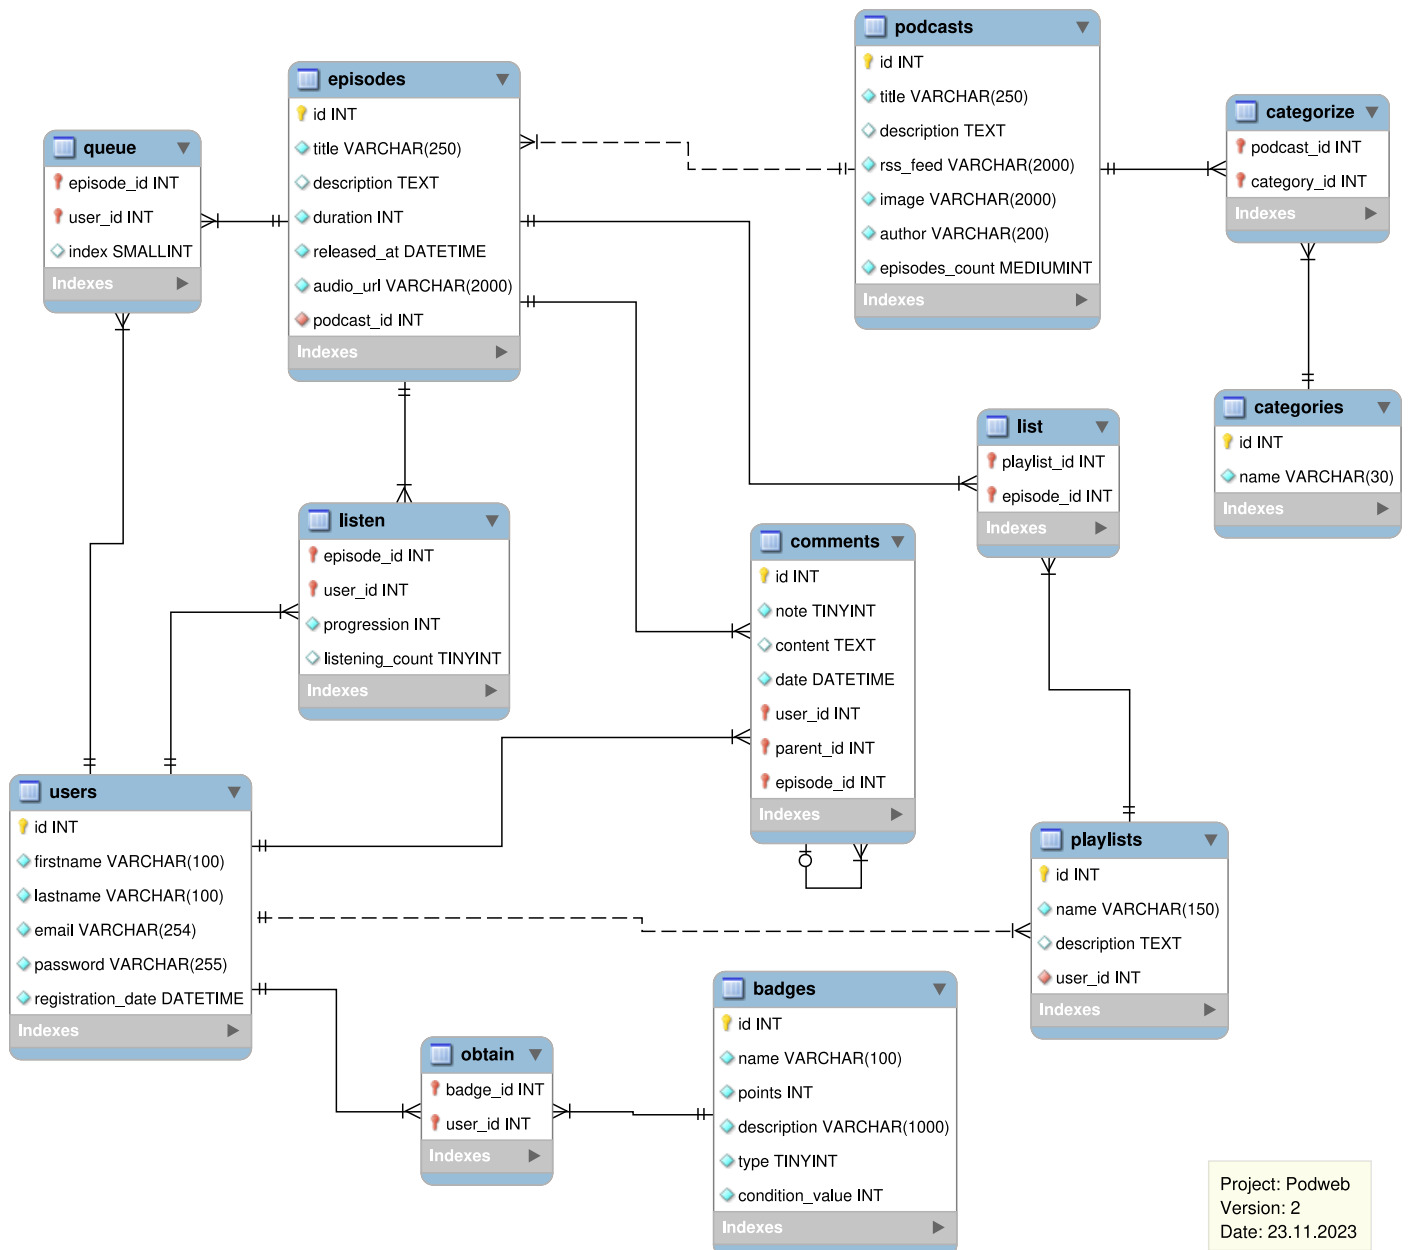 podcasts
id INT
title VARCHAR(250)
description TEXT
rss_feed VARCHAR(2000)
image VARCHAR(2000)
author VARCHAR(200)
episodes_count MEDIUMINT
Indexes
episodes
id INT
title VARCHAR(250)
description TEXT
duration INT
released_at DATETIME
audio_url VARCHAR(2000)
podcast_id INT
Indexes
categorize
podcast_id INT
category_id INT
Indexes
queue
episode_id INT
user_id INT
index SMALLINT
Indexes
categories
id INT
name VARCHAR(30)
Indexes
list
playlist_id INT
episode_id INT
Indexes
listen
episode_id INT
user_id INT
progression INT
listening_count TINYINT
Indexes
comments
id INT
note TINYINT
content TEXT
date DATETIME
user_id INT
parent_id INT
episode_id INT
Indexes
users
id INT
firstname VARCHAR(100)
lastname VARCHAR(100)
email VARCHAR(254)
password VARCHAR(255)
registration_date DATETIME
Indexes
playlists
id INT
name VARCHAR(150)
description TEXT
user_id INT
Indexes
badges
id INT
name VARCHAR(100)
points INT
description VARCHAR(1000)
type TINYINT
condition_value INT
Indexes
obtain
badge_id INT
user_id INT
Indexes
Project: Podweb
Version: 2
Date: 23.11.2023